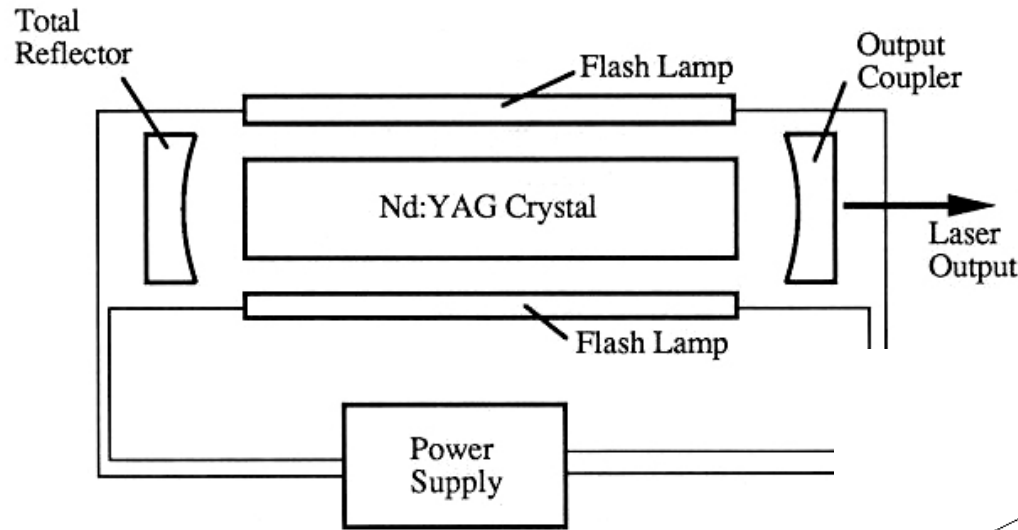 Total
Reflector
Flash Lamp
Output
Coupler
Nd:YAG Crystal
Laser
Output
Flash Lamp
Power
Supply